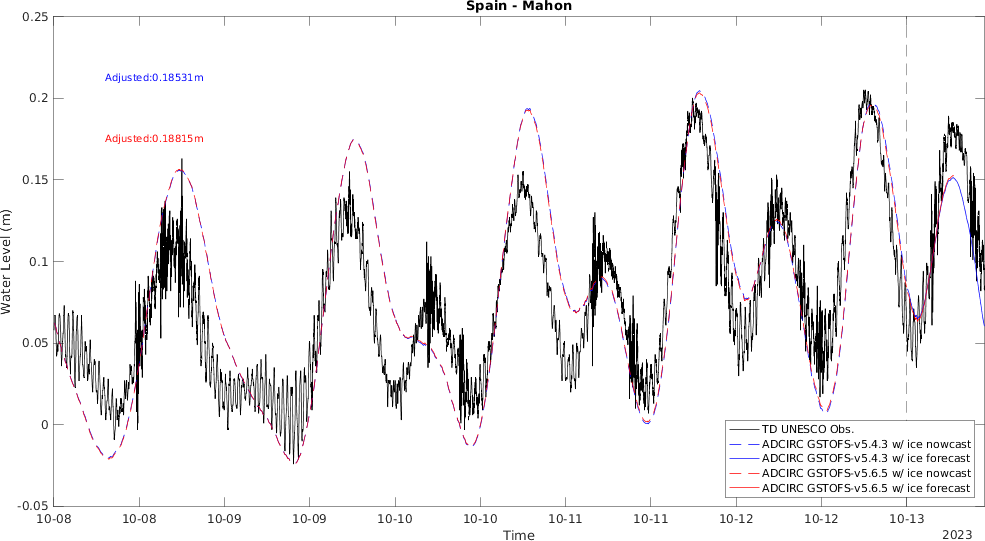 Spain - Mahon
0.25
0.2
0.15
0.1
0.05
0
-0.05
Water Level (m)
Adjusted:0.18531m
Adjusted:0.18815m
TD UNESCO Obs.
ADCIRC GSTOFS-v5.4.3 w/ ice nowcast
ADCIRC GSTOFS-v5.4.3 w/ ice forecast
ADCIRC GSTOFS-v5.6.5 w/ ice nowcast
ADCIRC GSTOFS-v5.6.5 w/ ice forecast
10-08 10-08 10-09 10-09 10-10 10-10 10-11 10-11 10-12 10-12 10-13
Time
2023